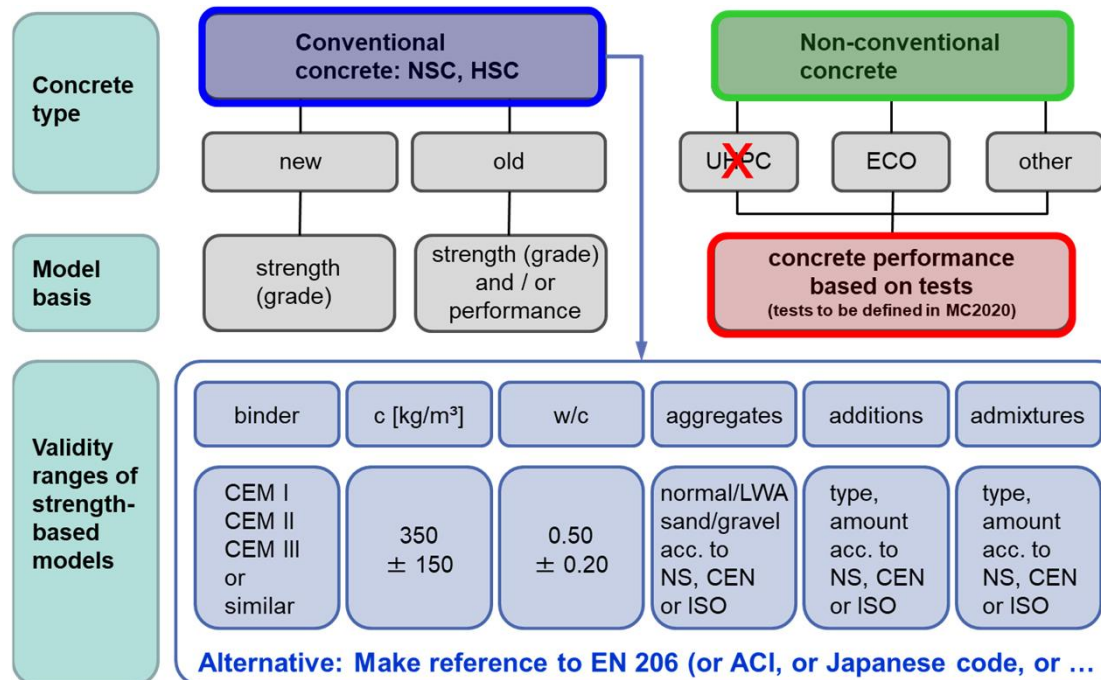 Concrete
type
Conventional
concrete: NSC, HSC
Non-conventional
concrete
new
old
UHPC
X
ECO
other
Model
basis
strength
(grade)
strength (grade)
and / or
performance
concrete performance
based on tests
(tests to be defined in MC2020)
Validity
ranges of
strength-
based
models
binder
c [kg/m³]
w/c
aggregates
additions
admixtures
CEM I
CEM II
CEM III
or
similar
350
± 150
0.50
± 0.20
normal/LWA
sand/gravel
acc. to
NS, CEN
or ISO
type,
amount
acc. to
NS, CEN
or ISO
type,
amount
acc. to
NS, CEN
or ISO
Alternative: Make reference to EN 206 (or ACI, or Japanese code, or …